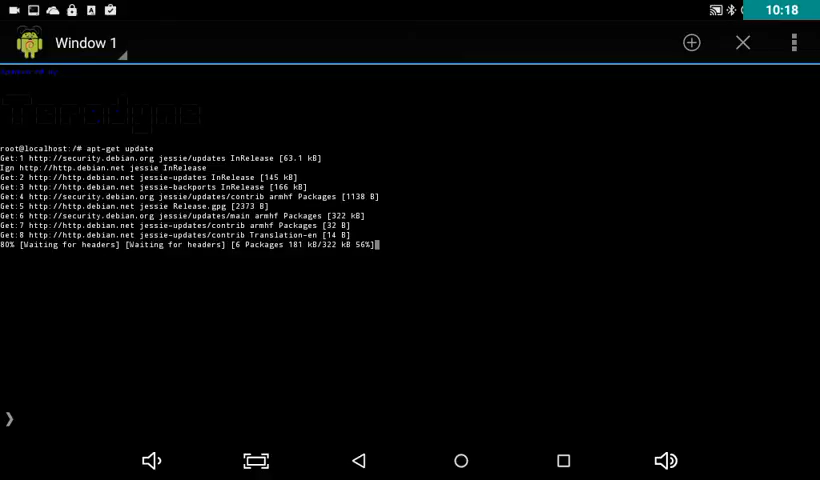 10:18
Window 1
root@localhost:/# apt-get update
Get:1 http://security.debian.org jessie/updates InRelease [63.1 kB]
Ign http://http.debian.net jessie InRelease
Get:2 http://http.debian.net jessie-updates InRelease [145 kB]
Get:3 http://http.debian.net jessie-backports InRelease [166 kB]
Get:4 http://security.debian.org jessie/updates/contrib armhf Packages [1138 B]
Get:5 http://http.debian.net jessie Release.gpg [2373 B]
Get:6 http://security.debian.org jessie/updates/main armhf Packages [322 kB]
Get:7 http://http.debian.net jessie-updates/contrib armhf Packages [32 B]
Get:8 http://http.debian.net jessie-updates/contrib Translation-en [14 B]
80% [Waiting for headers] [Waiting for headers] [6 Packages 181 kB/322 kB 56%]